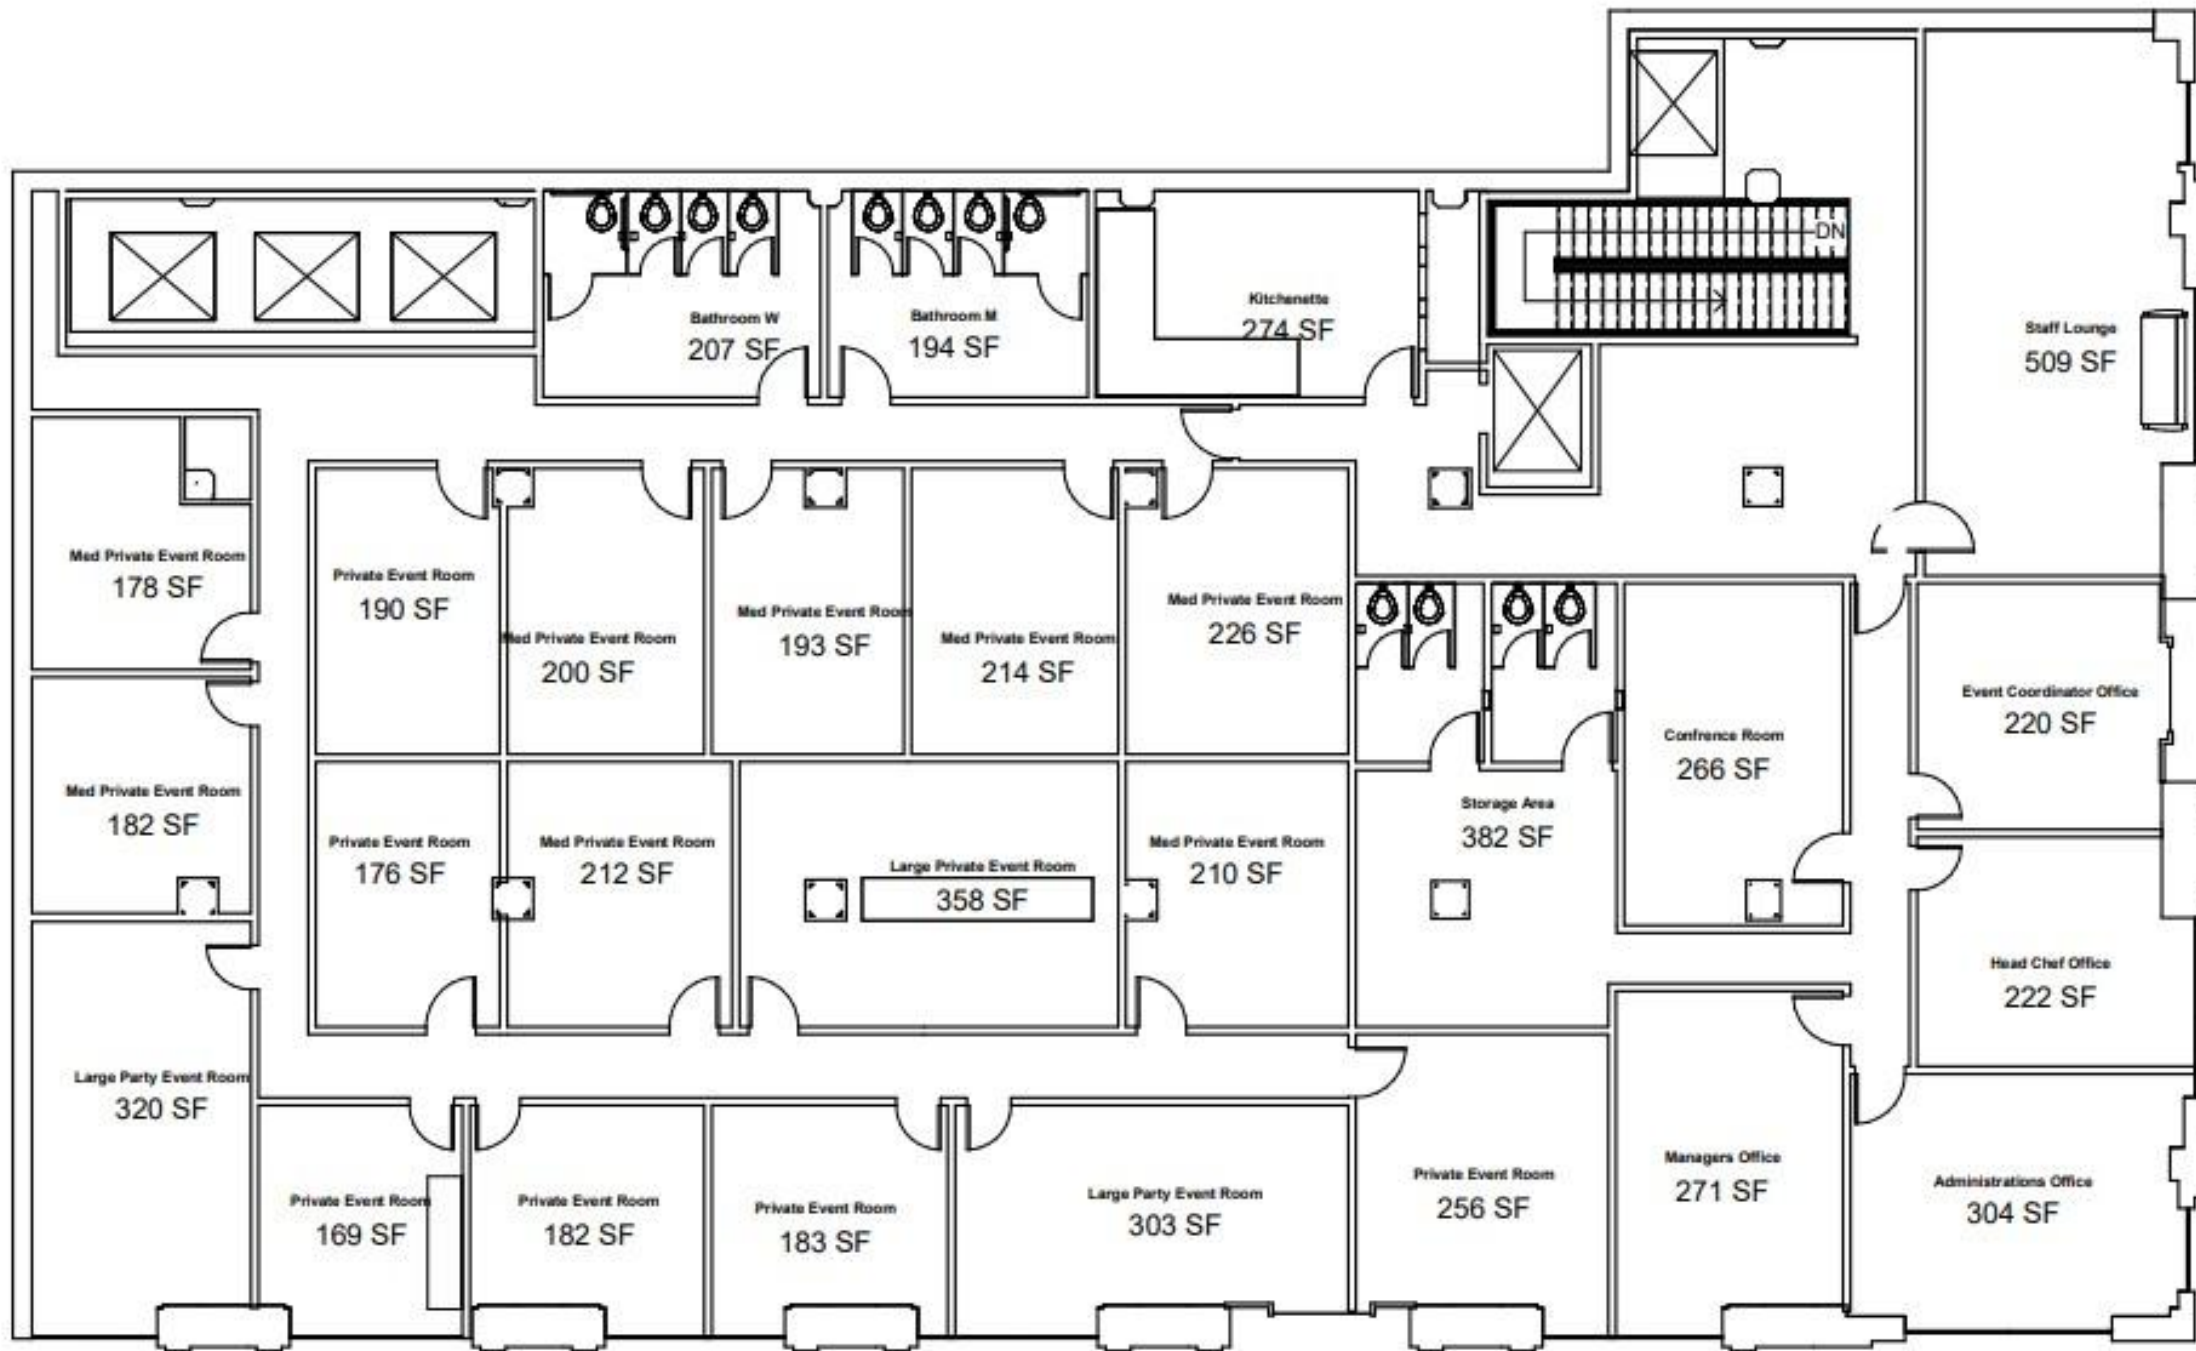 DN
Bathroom W
207 SF
Bathroom M
194 SF
Kitchenette
274 SF
Staff Lounge
509 SF
Med Private Event Room
178 SF
Private Event Room
190 SF
Med Private Event Room
200 SF
Med Private Event Room
193 SF
Med Private Event Room
214 SF
Med Private Event Room
226 SF
Event Coordinator Office
220 SF
Confrence Room
266 SF
Med Private Event Room
182 SF
Private Event Room
176 SF
Med Private Event Room
212 SF
Large Private Event Room
358 SF
Med Private Event Room
210 SF
Storage Area
382 SF
Head Chef Office
222 SF
Large Party Event Room
320 SF
Private Event Room
169 SF
Private Event Room
182 SF
Private Event Room
183 SF
Large Party Event Room
303 SF
Private Event Room
256 SF
Managers Office
271 SF
Administrations Office
304 SF